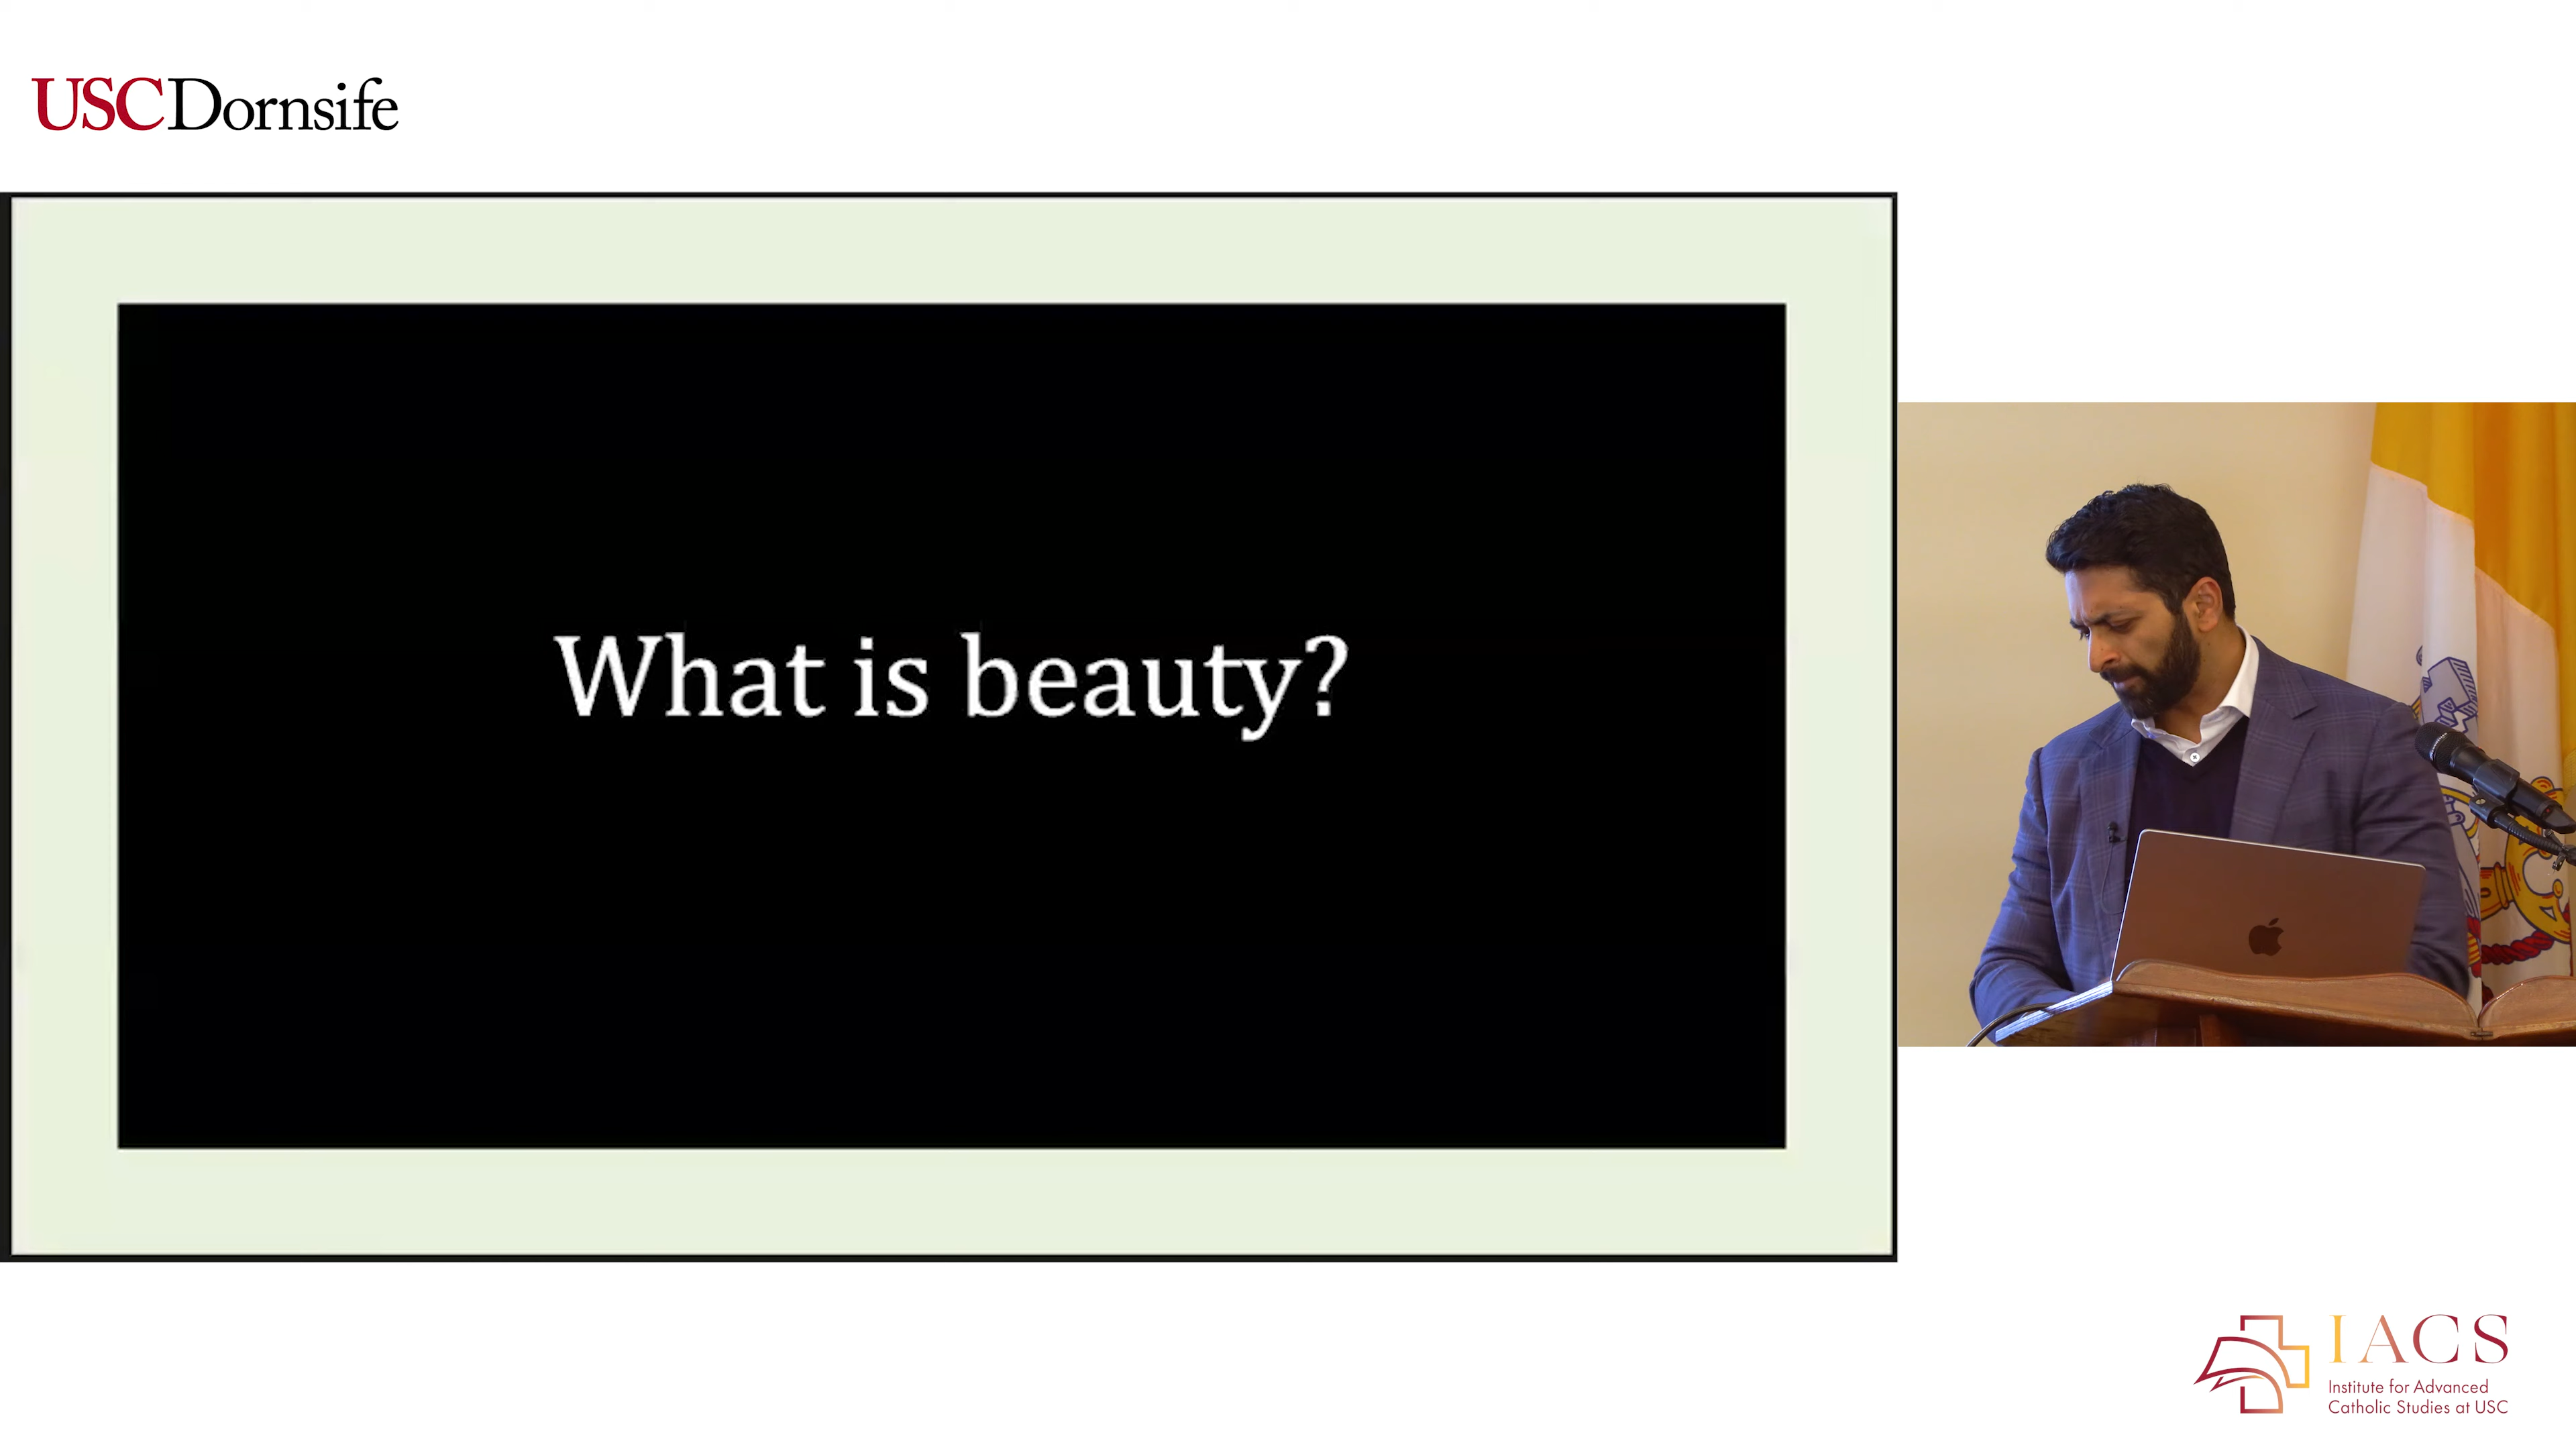 USCDornsife
What is beauty?
IACS
Institute for Advanced
Catholic Studies at USC